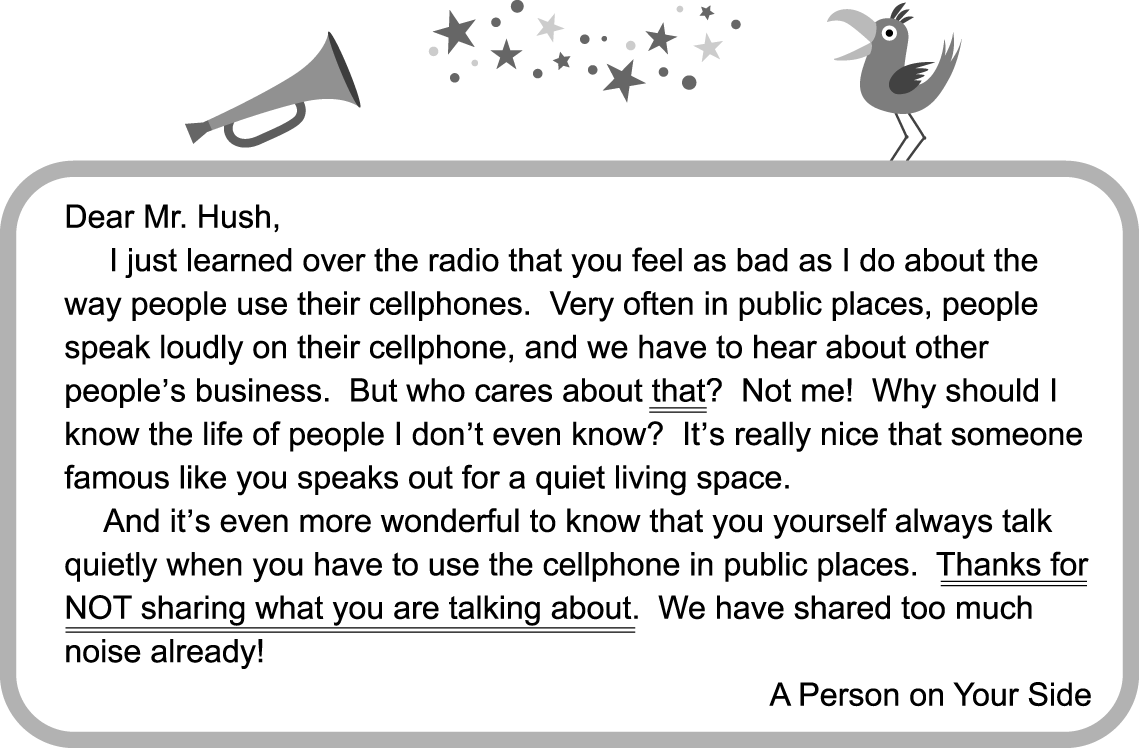 Dear Mr. Hush,
I just learned over the radio that you feel as bad as I do about the
way people use their cellphones.  Very often in public places, people
speak loudly on their cellphone, and we have to hear about other
people’s business.  But who cares about that?  Not me!  Why should I
know the life of people I don’t even know?  It’s really nice that someone
famous like you speaks out for a quiet living space.
And it’s even more wonderful to know that you yourself always talk
quietly when you have to use the cellphone in public places.  Thanks for
NOT sharing what you are talking about.  We have shared too much
noise already!
A Person on Your Side